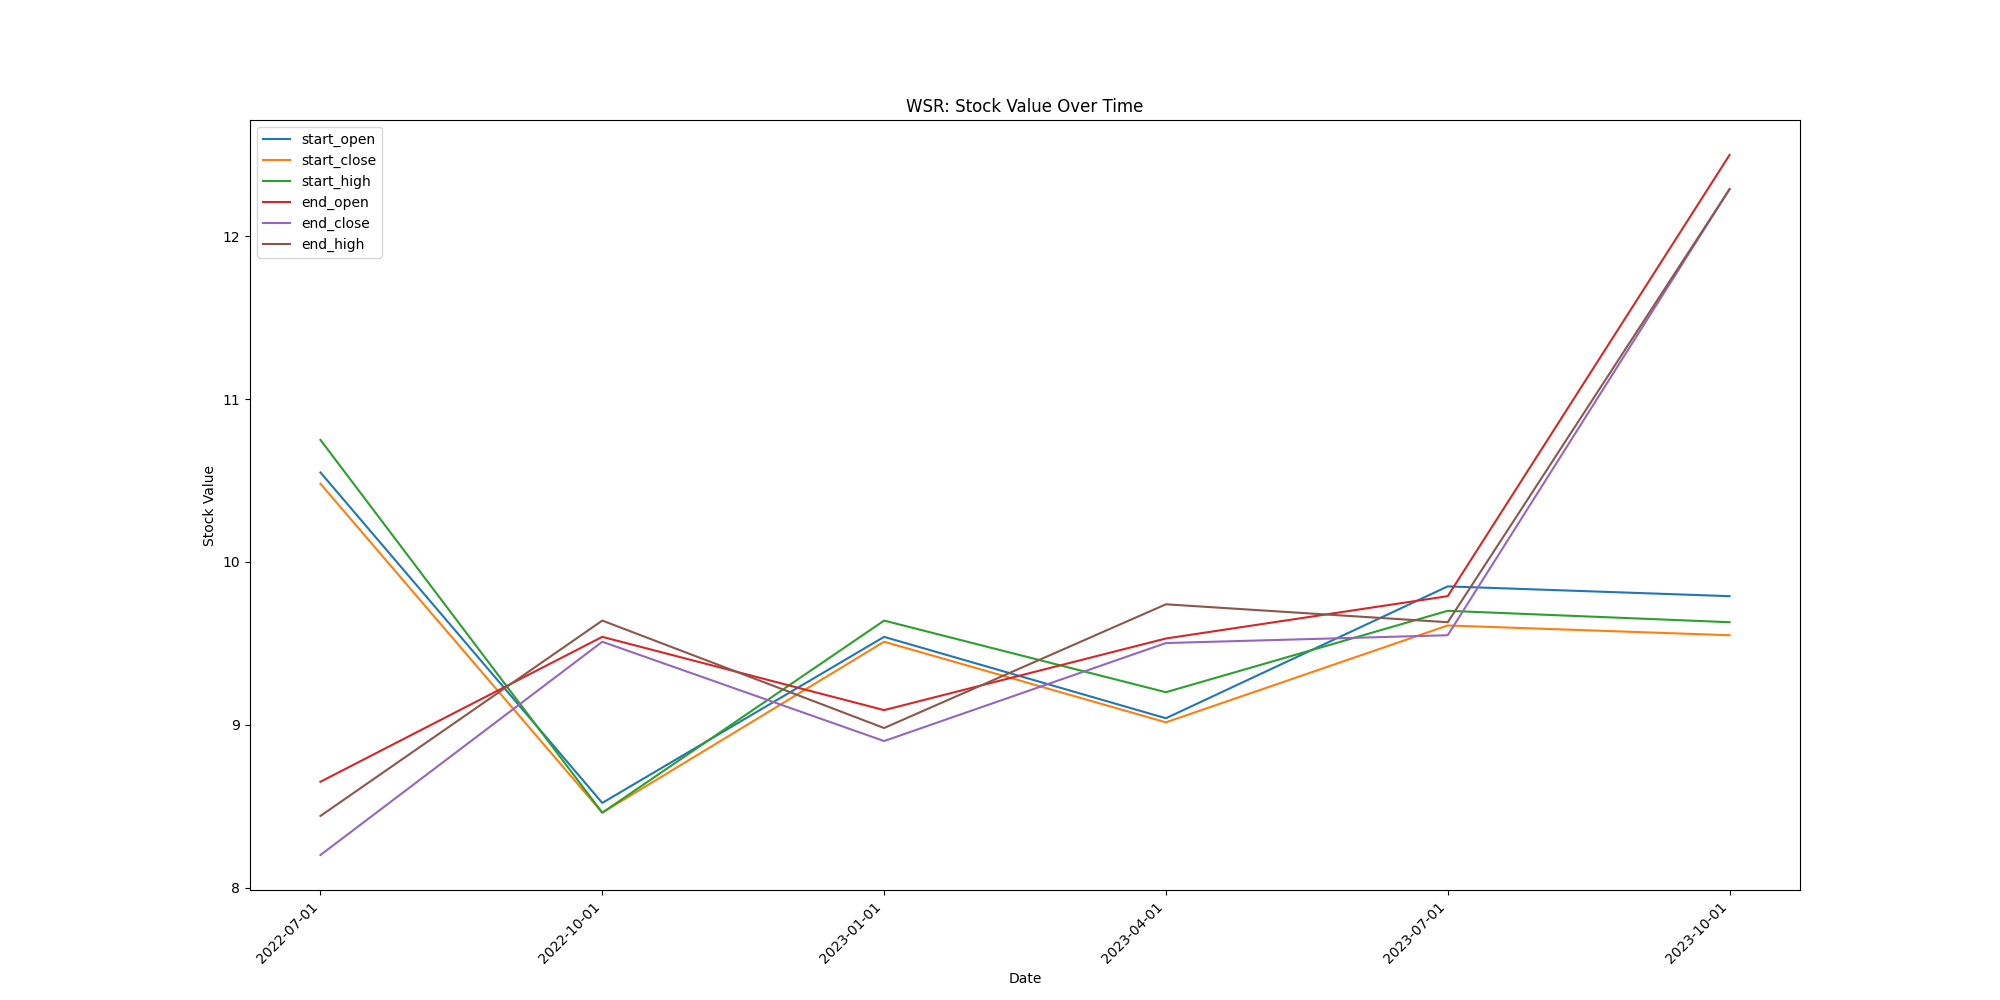 WSR: Stock Value Over Time
start_open
start_close
start_high
end_open
end_close
end_high
12
11
10
9
8
Stock Value
2022-07-01
2022-10-01
2023-01-01
2023-04-01
2023-07-01
2023-10-01
Date